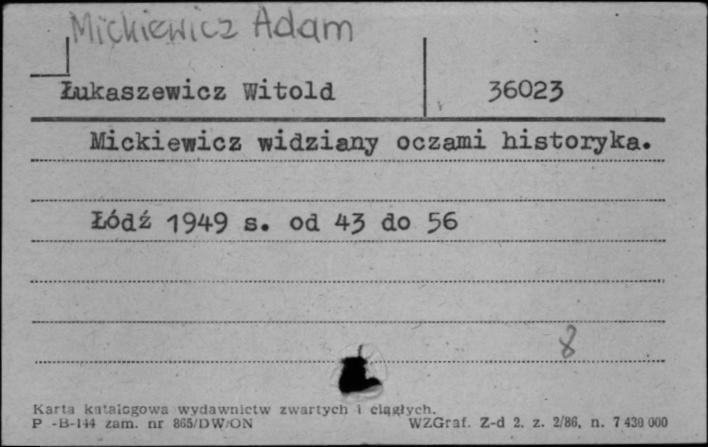 Mickiewicz Adam
Łukaszewicz Witold 36023
Mickiewicz widziany oczami historyka.
Łódź 1949 s. od 43 do 56
8
Karta katalogowa wydawnictw zwartych i ciągłych.
P -B-144 zam. nr 865/DW/ON WZGraf. Z-d 2. z. 2/86, n. 7 430 000